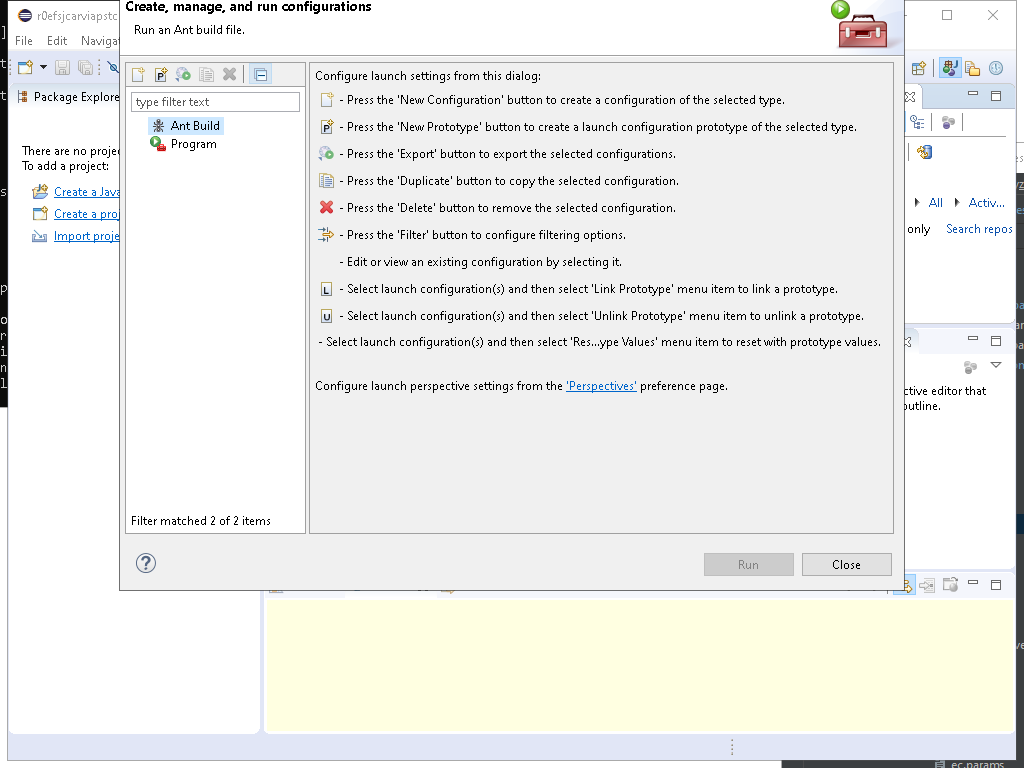 Create, manage, and run configurations
Run an Ant build file.
r0efsjcarviapstc
File Edit Naviga
Package Explore
There are no projec
To add a project:
Create a Java
Create a proj
Import proje
type filter text
Ant Build
Program
Filter matched 2 of 2 items
Configure launch settings from this dialog:
- Press the 'New Configuration' button to create a configuration of the selected type.
- Press the 'New Prototype' button to create a launch configuration prototype of the selected type.
- Press the 'Export' button to export the selected configurations.
- Press the 'Duplicate' button to copy the selected configuration.
- Press the 'Delete' button to remove the selected configuration.
- Press the 'Filter' button to configure filtering options.
- Edit or view an existing configuration by selecting it.
L - Select launch configuration(s) and then select 'Link Prototype' menu item to link a prototype.
U - Select launch configuration(s) and then select 'Unlink Prototype' menu item to unlink a prototype.
- Select launch configuration(s) and then select 'Res...ype Values' menu item to reset with prototype values.
Configure launch perspective settings from the 'Perspectives' preference page.
Run
Close
All Activ...
only Search repos
ctive editor that
outline.
ec.params